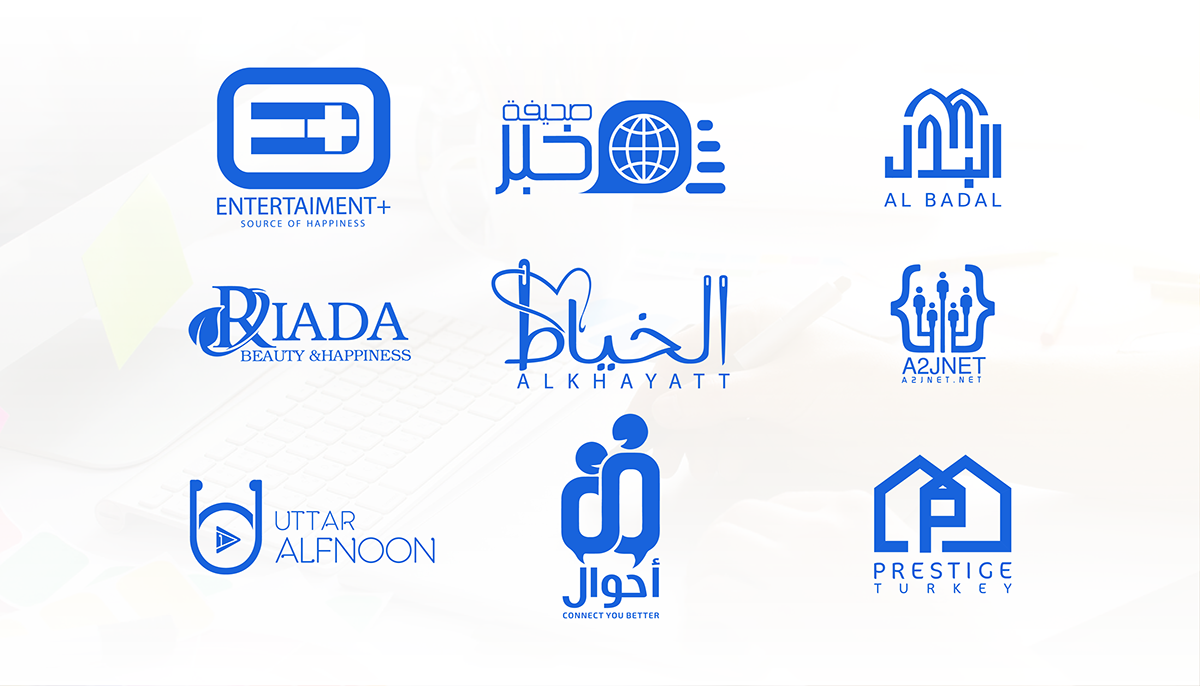 ENTERTAIMENT+
SOURCE OF HAPPINESS
صحيفة
خبر
البدل
AL BADAL
RIADA
BEAUTY &HAPPINESS
الخياط
ALKHAYATT
A2JNET
A2JNET.NET
UTTAR
ALFNOON
أحوال
CONNECT YOU BETTER
م
PRESTIGE
TURKEY